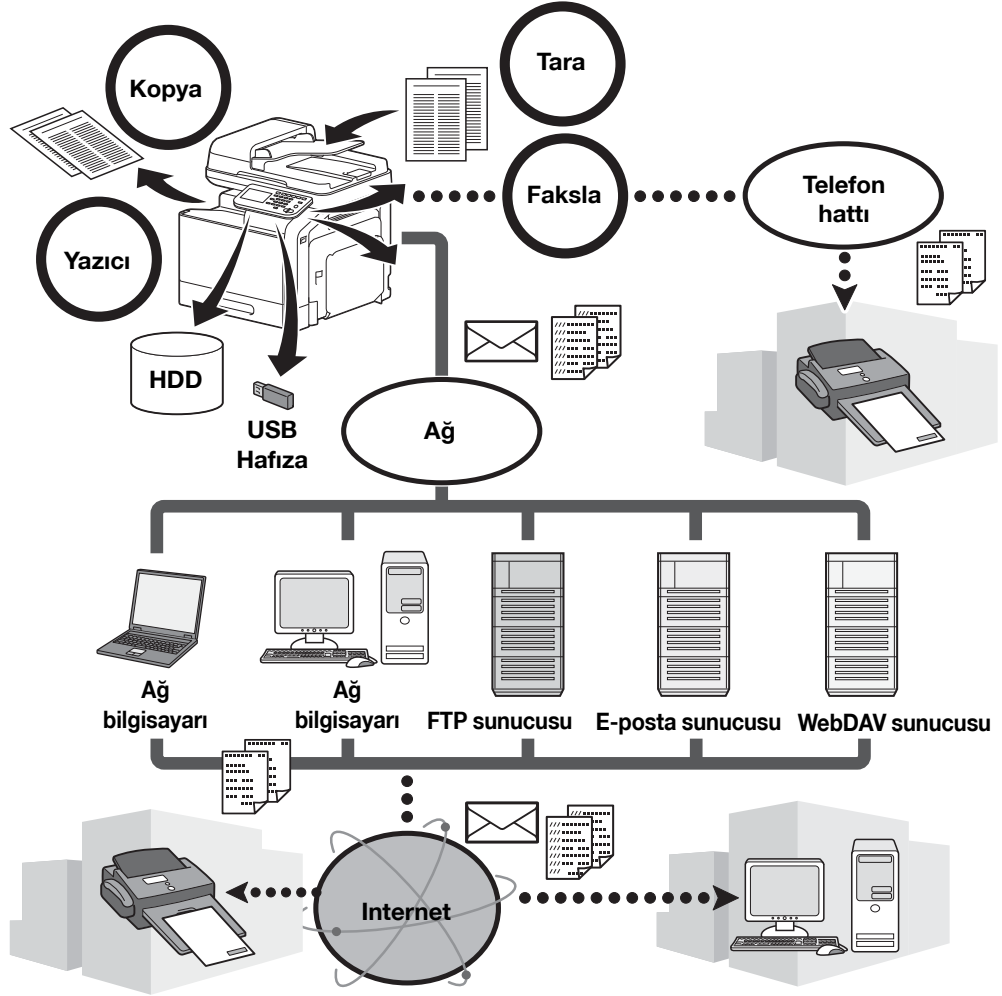 Tara
Kopya
Faksla
Telefon
hattı
Yazıcı
HDD
USB
Hafıza
Ağ
Ağ
bilgisayarı
Ağ
bilgisayarı
FTP sunucusu
E-posta sunucusu
WebDAV sunucusu
Internet